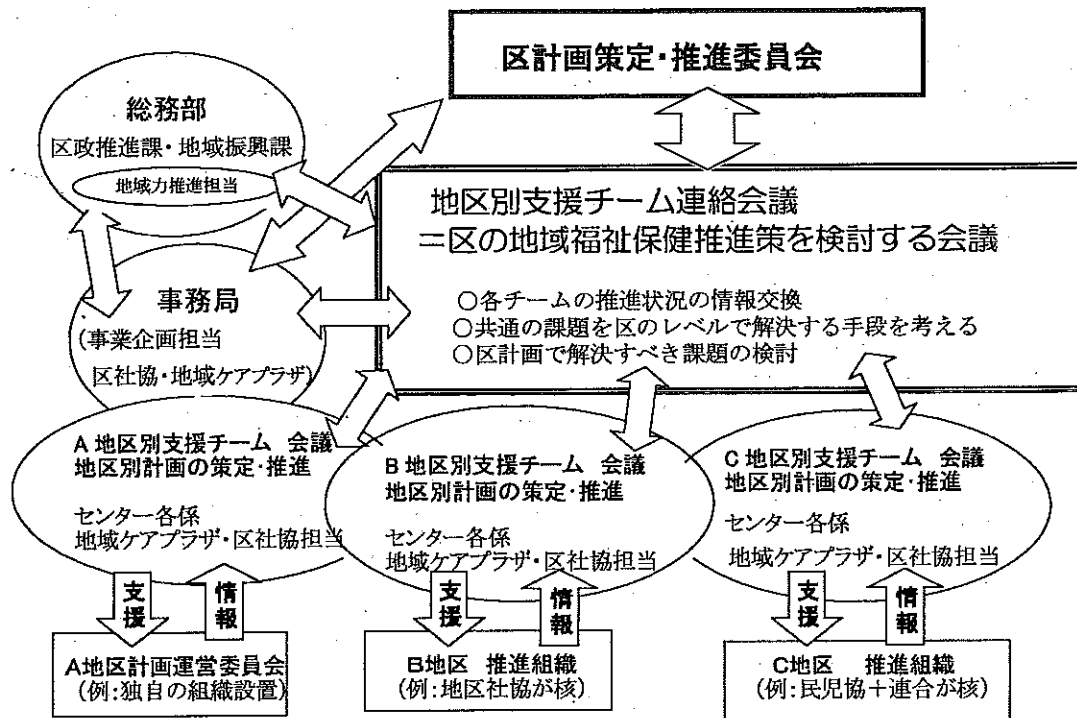 区計画策定・推進委員会
総務部
区政推進課・地域振興課
地域力推進担当
地区別支援チーム連絡会議
=区の地域福祉保健推進策を検討する会議
○各チームの推進状況の情報交換
○共通の課題を区のレベルで解決する手段を考える
○区計画で解決すべき課題の検討
事務局
(事業企画担当
区社協・地域ケアプラザ)
A 地区別支援チーム 会議
地区別計画の策定・推進
センター各係
地域ケアプラザ・区社協担当
B 地区別支援チーム 会議
地区別計画の策定・推進
センター各係
地域ケアプラザ・区社協担当
C 地区別支援チーム 会議
地区別計画の策定・推進
センター各係
地域ケアプラザ・区社協担当
支援
情報
支援
情報
支援
情報
A地区計画運営委員会
(例:独自の組織設置)
B地区 推進組織
(例:地区社協が核)
C地区 推進組織
(例:民児協+連合が核)